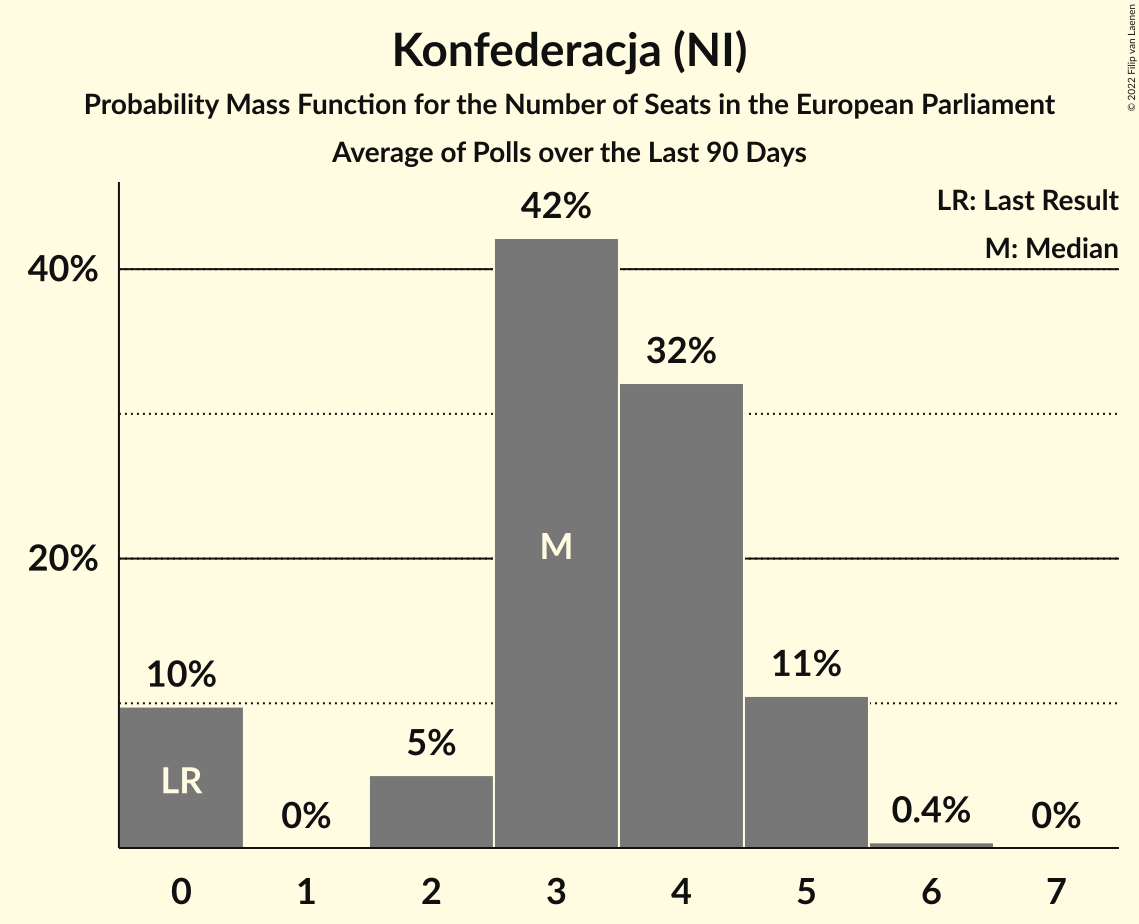 Konfederacja (NI)
Probability Mass Function for the Number of Seats in the European Parliament
Average of Polls over the Last 90 Days
© 2022 Filip van Laenen
LR: Last Result
M: Median
40%
20%
10%
0%
5%
42%
32%
11%
0.4%
0%
LR
M
0 1 2 3 4 5 6 7